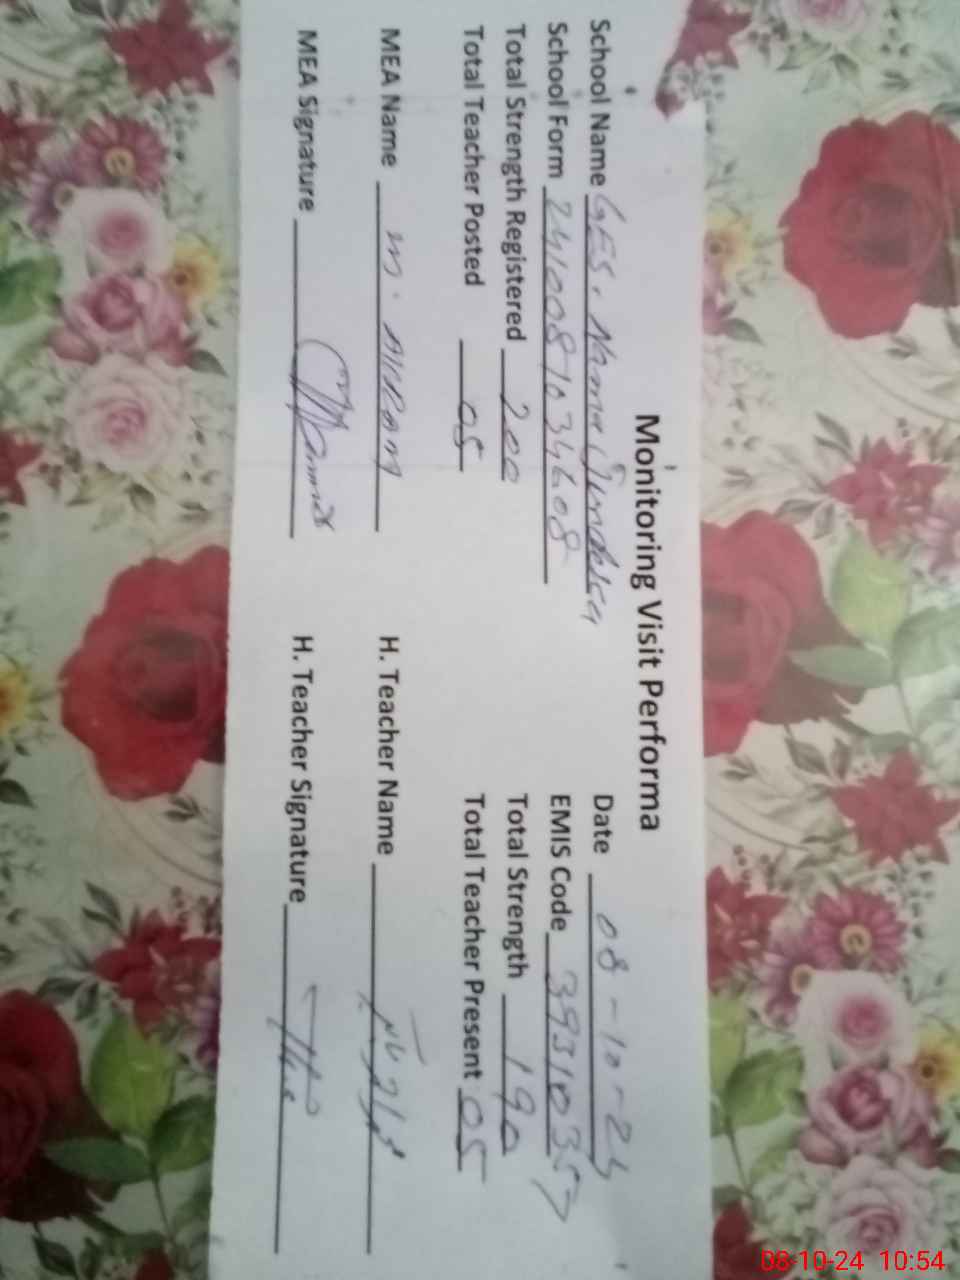 Monitoring Visit Performa
School Name GES. Date 08-10-24
School Form EMIS Code 39310357
Total Strength Registered 200 Total Strength 190
Total Teacher Posted 05 Total Teacher Present 05
MEA Name m. Akram H. Teacher Name
MEA Signature H. Teacher Signature
08-10-24 10:54